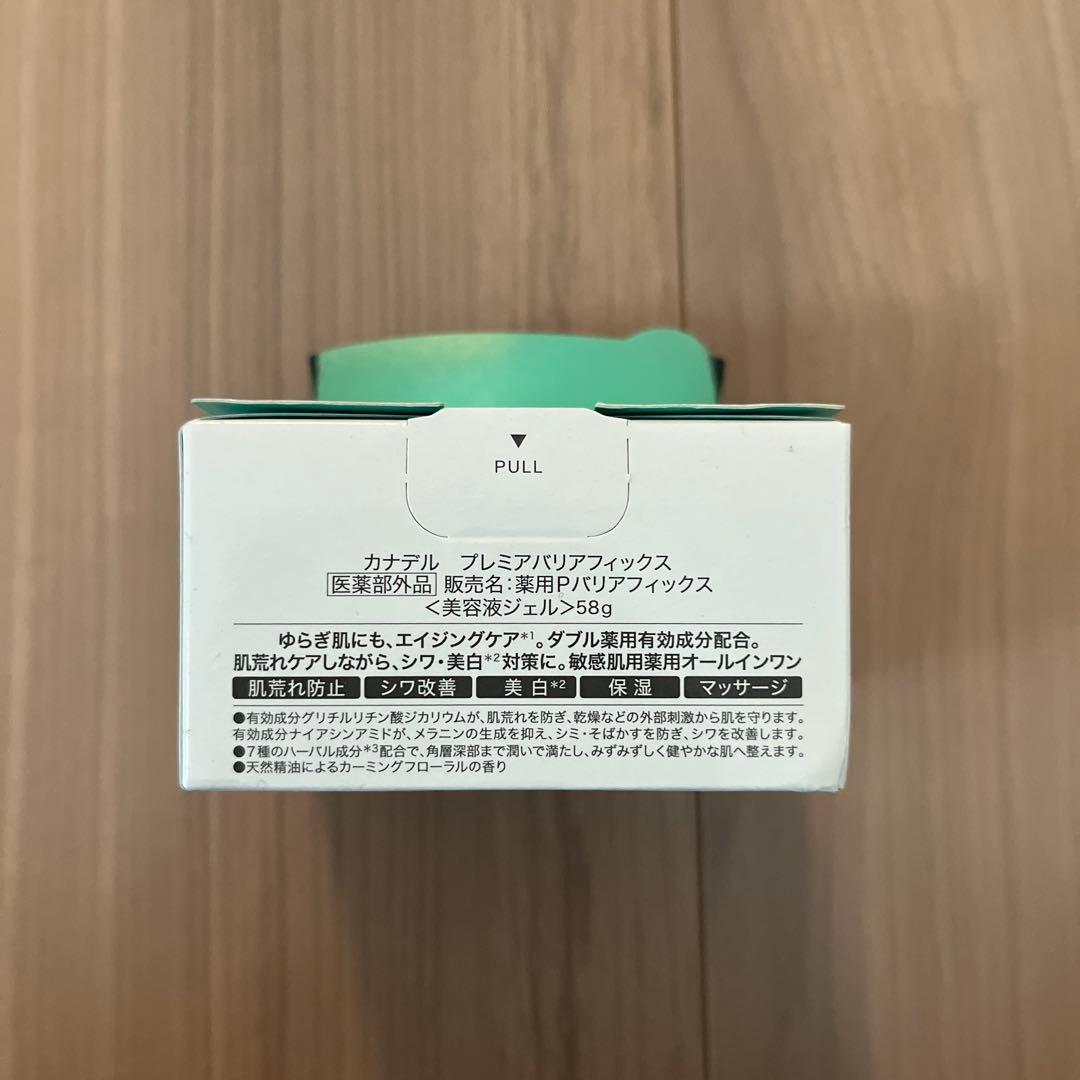 ▼
PULL
カナデル　プレミアバリアフィックス
医薬部外品 販売名：薬用Pバリアフィックス
＜美容液ジェル＞58g
ゆらぎ肌にも、エイジングケア*1。ダブル薬用有効成分配合。
肌荒れケアしながら、シワ・美白*2対策に。敏感肌用薬用オールインワン
肌荒れ防止 シワ改善 美白*2 保湿 マッサージ
●有効成分グリチルリチン酸ジカリウムが、肌荒れを防ぎ、乾燥などの外部刺激から肌を守ります。
有効成分ナイアシンアミドが、メラニンの生成を抑え、シミ・そばかすを防ぎ、シワを改善します。
●7種のハーバル成分*3配合で、角層深部まで潤いで満たし、みずみずしく健やかな肌へ整えます。
●天然精油によるカーミングフローラルの香り